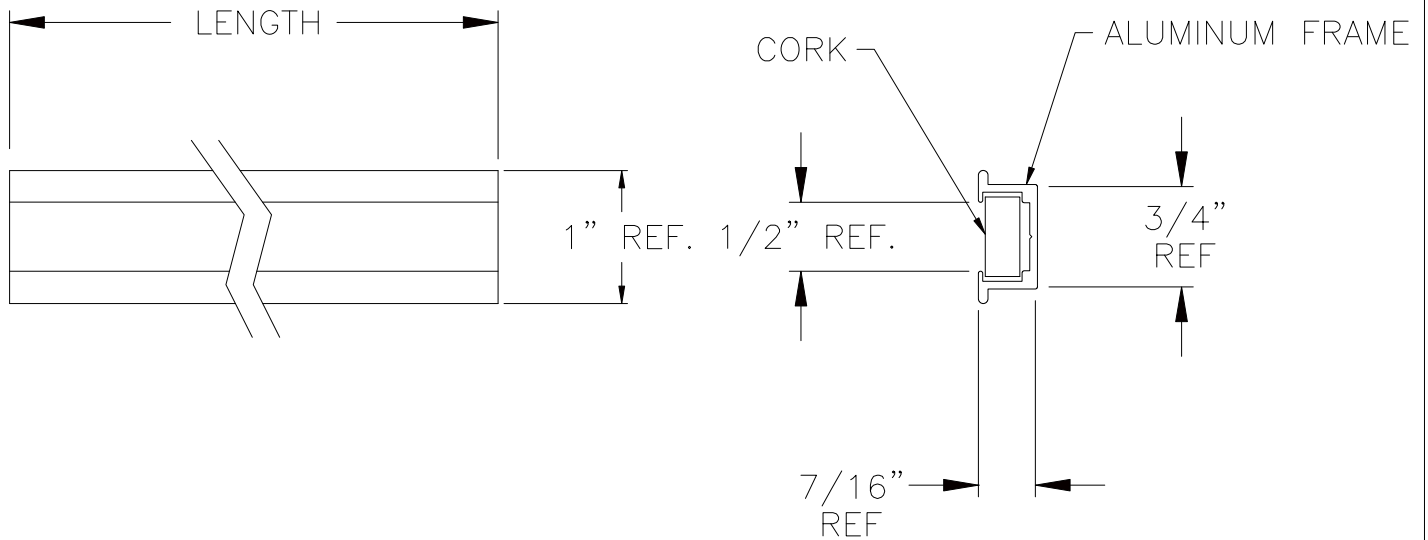 LENGTH
CORK
ALUMINUM FRAME
1” REF.
1/2” REF.
3/4”
REF
7/16”
REF